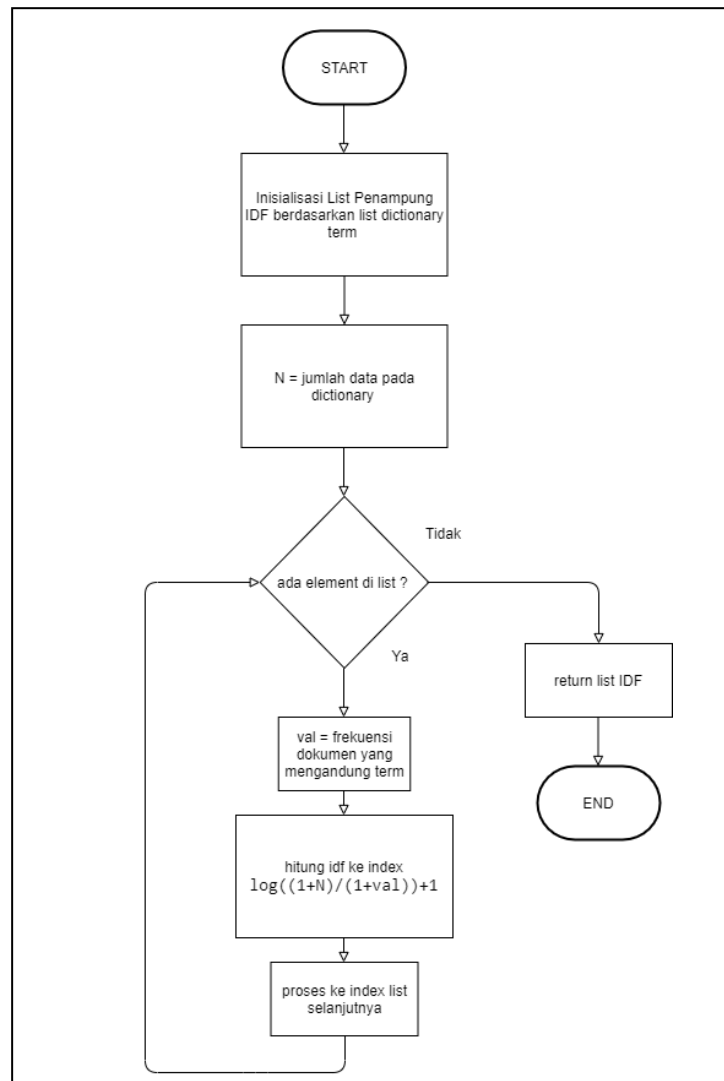 START
Inisialisasi List Penampung
IDF berdasarkan list dictionary
term
N = jumlah data pada
dictionary
Tidak
ada element di list ?
Ya
return list IDF
val = frekuensi
dokumen yang
mengandung term
END
hitung idf ke index
log((1+N)/(1+val))+1
proses ke index list
selanjutnya